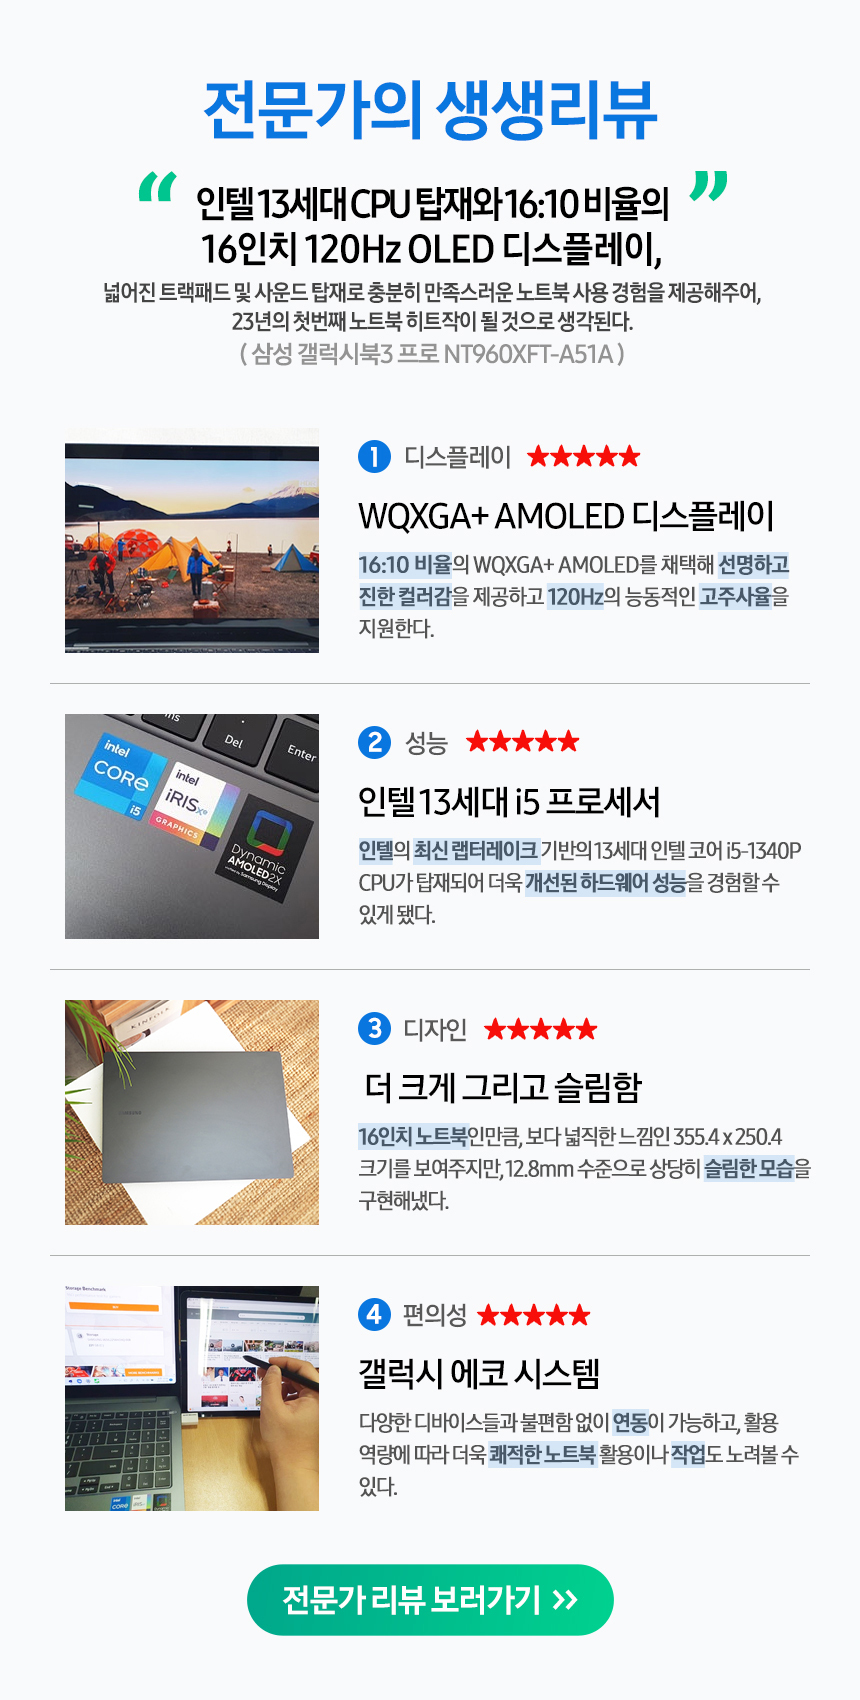 전문가의 생생리뷰
“ 인텔 13세대 CPU 탑재와 16:10 비율의 ”
16인치 120Hz OLED 디스플레이,
넓어진 트랙패드 및 사운드 탑재로 충분히 만족스러운 노트북 사용 경험을 제공해주어,
23년의 첫번째 노트북 히트작이 될 것으로 생각된다.
( 삼성 갤럭시북3 프로 NT960XFT-A51A )
1 디스플레이 ★★★★★
WQXGA+ AMOLED 디스플레이
16:10 비율의 WQXGA+ AMOLED를 채택해 선명하고
진한 컬러감을 제공하고 120Hz의 능동적인 고주사율을
지원한다.
Ins
Del
Enter
intel
CORe
i5
intel
iRISxe
GRAPHICS
Dynamic
AMOLED2X
2 성능 ★★★★★
인텔 13세대 i5 프로세서
인텔의 최신 랩터레이크 기반의 13세대 인텔 코어 i5-1340P
CPU가 탑재되어 더욱 개선된 하드웨어 성능을 경험할 수
있게 됐다.
KINFOLK
3 디자인 ★★★★★
더 크게 그리고 슬림함
16인치 노트북인만큼, 보다 넓직한 느낌인 355.4 x 250.4
크기를 보여주지만, 12.8mm 수준으로 상당히 슬림한 모습을
구현해냈다.
Storage Benchmark
4 편의성 ★★★★★
갤럭시 에코 시스템
다양한 디바이스들과 불편함 없이 연동이 가능하고, 활용
역량에 따라 더욱 쾌적한 노트북 활용이나 작업도 노려볼 수
있다.
전문가 리뷰 보러가기 >>